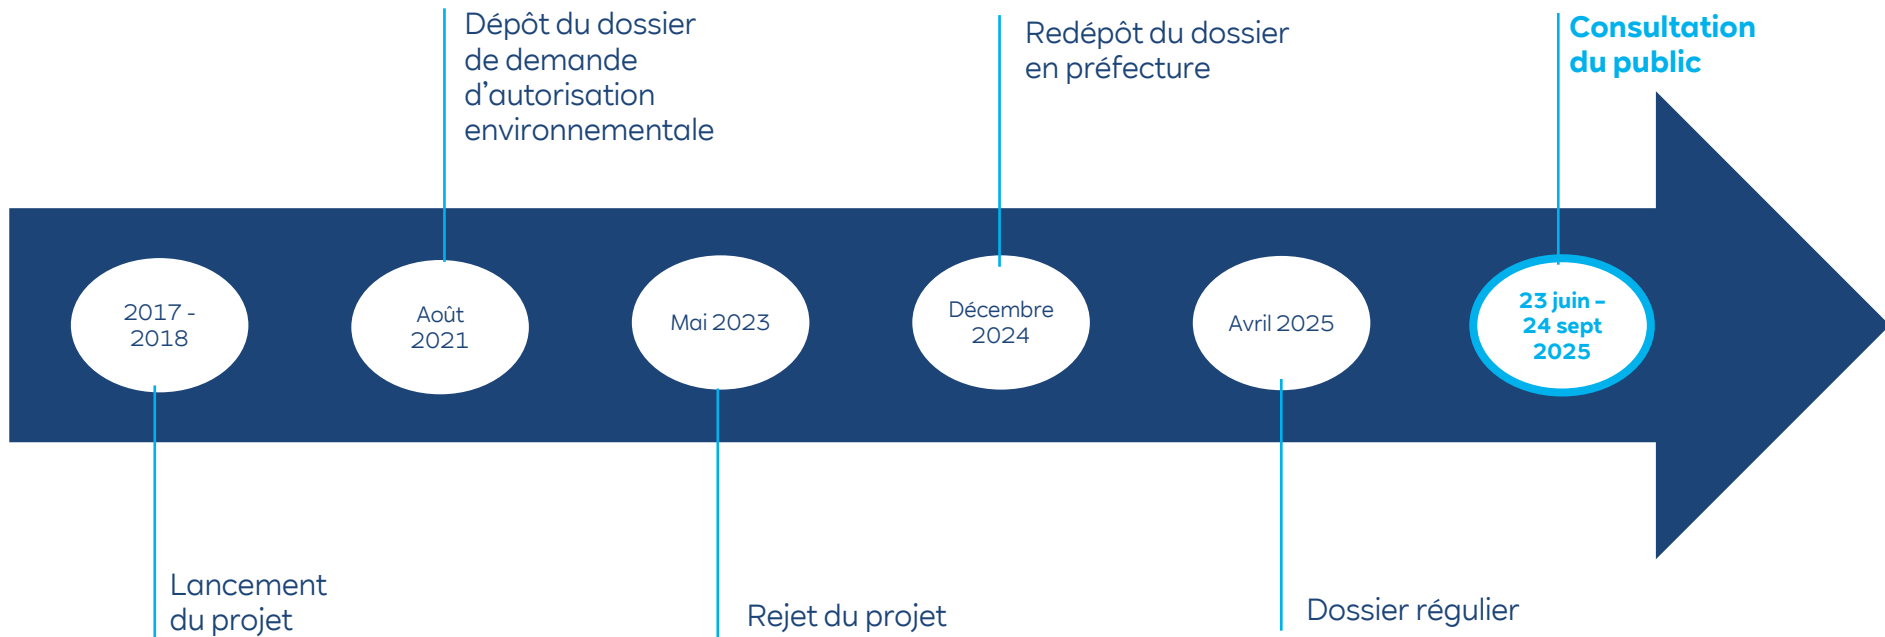 Dépôt du dossier
de demande
d'autorisation
environnementale
Redépôt du dossier
en préfecture
Consultation
du public
2017 -
2018
Août
2021
Mai 2023
Décembre
2024
Avril 2025
23 juin –
24 sept
2025
Lancement
du projet
Rejet du projet
Dossier régulier